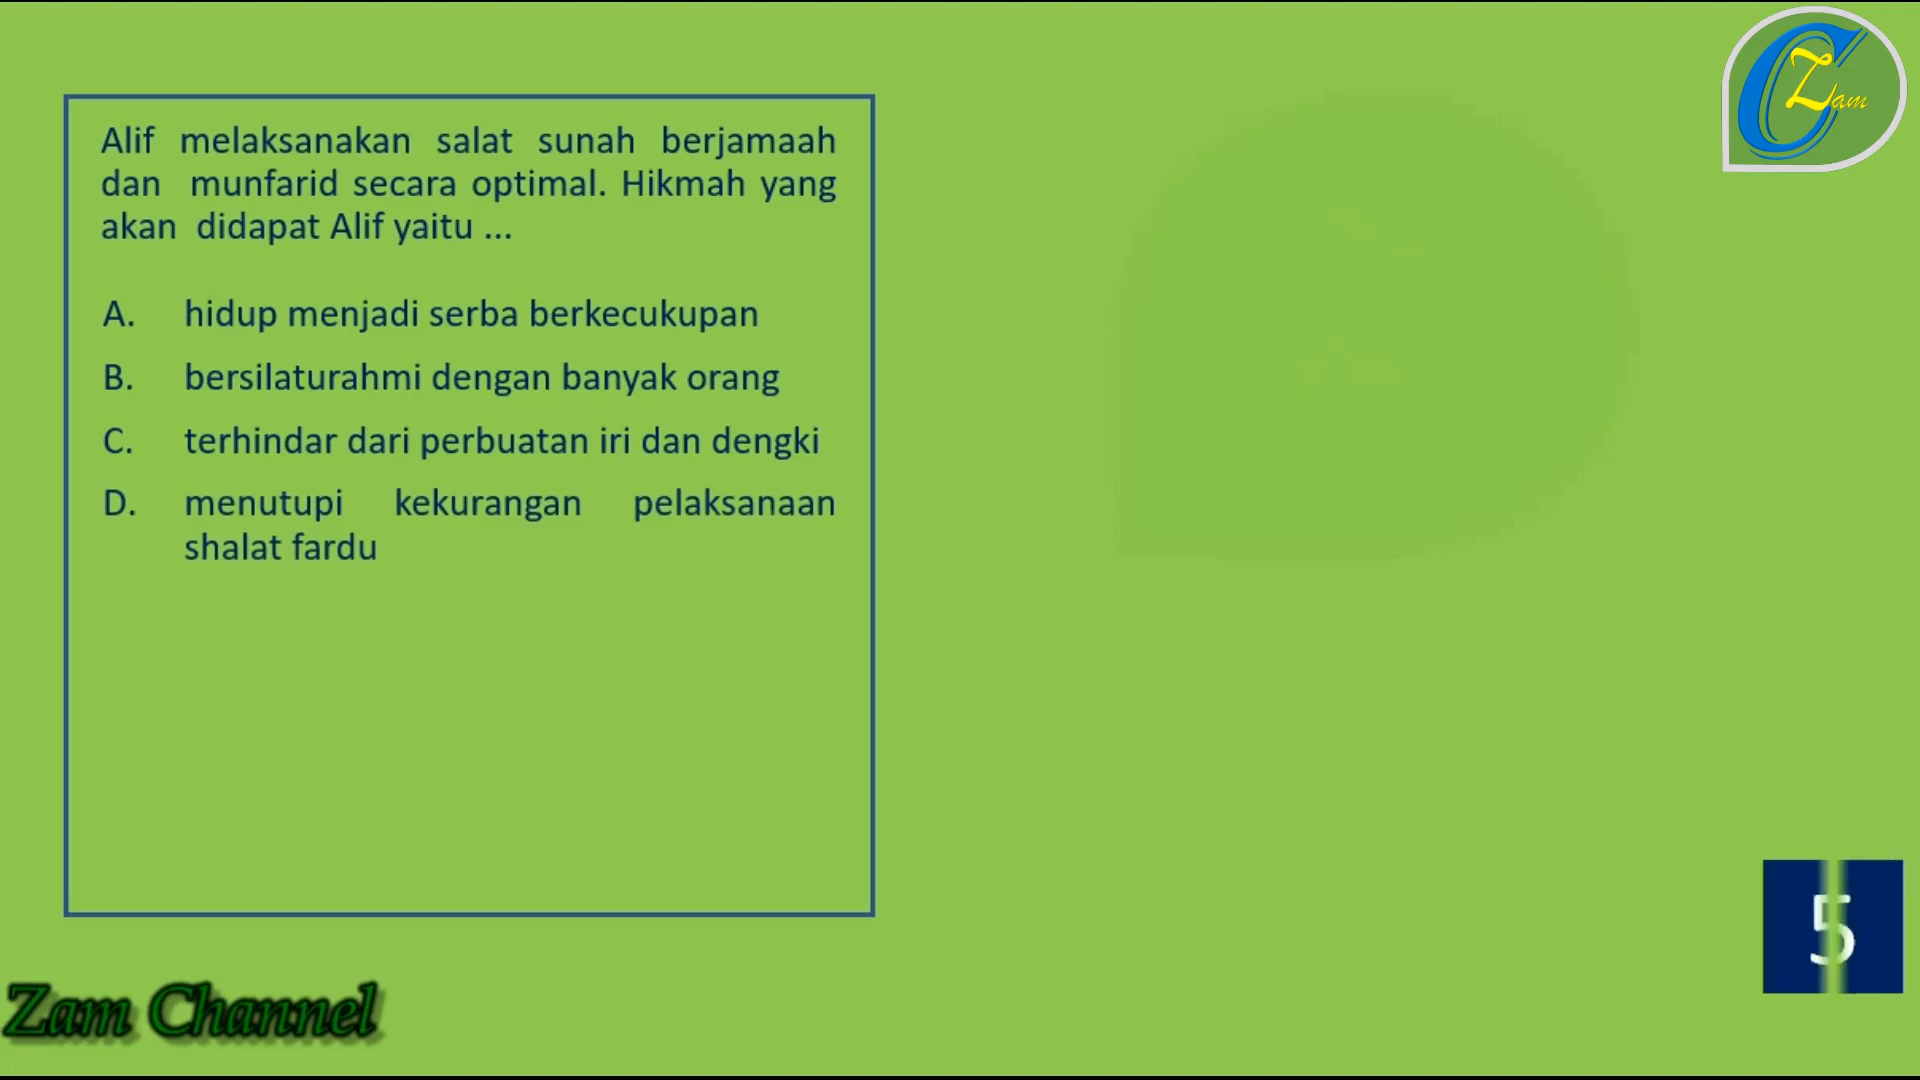 Alif melaksanakan salat sunah berjamaah
dan munfarid secara optimal. Hikmah yang
akan didapat Alif yaitu ...
A. hidup menjadi serba berkecukupan
B. bersilaturahmi dengan banyak orang
C. terhindar dari perbuatan iri dan dengki
D. menutupi kekurangan pelaksanaan
shalat fardu
C Zam
5
Zam Channel